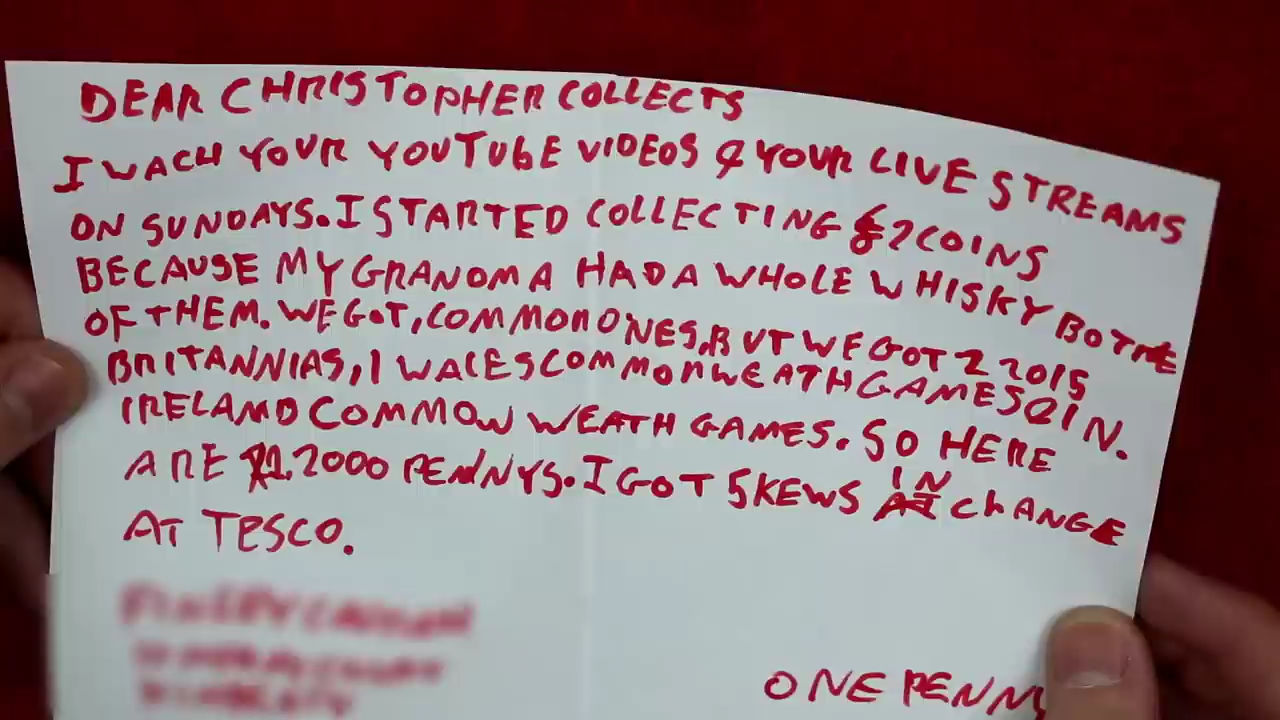 DEAR CHRISTOPHER COLLECTS
I WACH YOUR YOUTUBE VIDEOS & YOUR LIVE STREAMS
ON SUNDAYS. I STARTED COLLECTING £2 COINS
BECAUSE MY GRANDMA HAD A WHOLE WHISKY BOTTLE
OF THEM. WE GOT, COMMON ONES, BUT WE GOT 2 2015
BRITANNIAS, 1 WALES COMMONWEATH GAMES
IRELAND COMMON WEATH GAMES. SO HERE
ARE 2000 PENNYS. I GOT 5 KEWS IN CHANGE
AT TESCO.
ONE PENNY